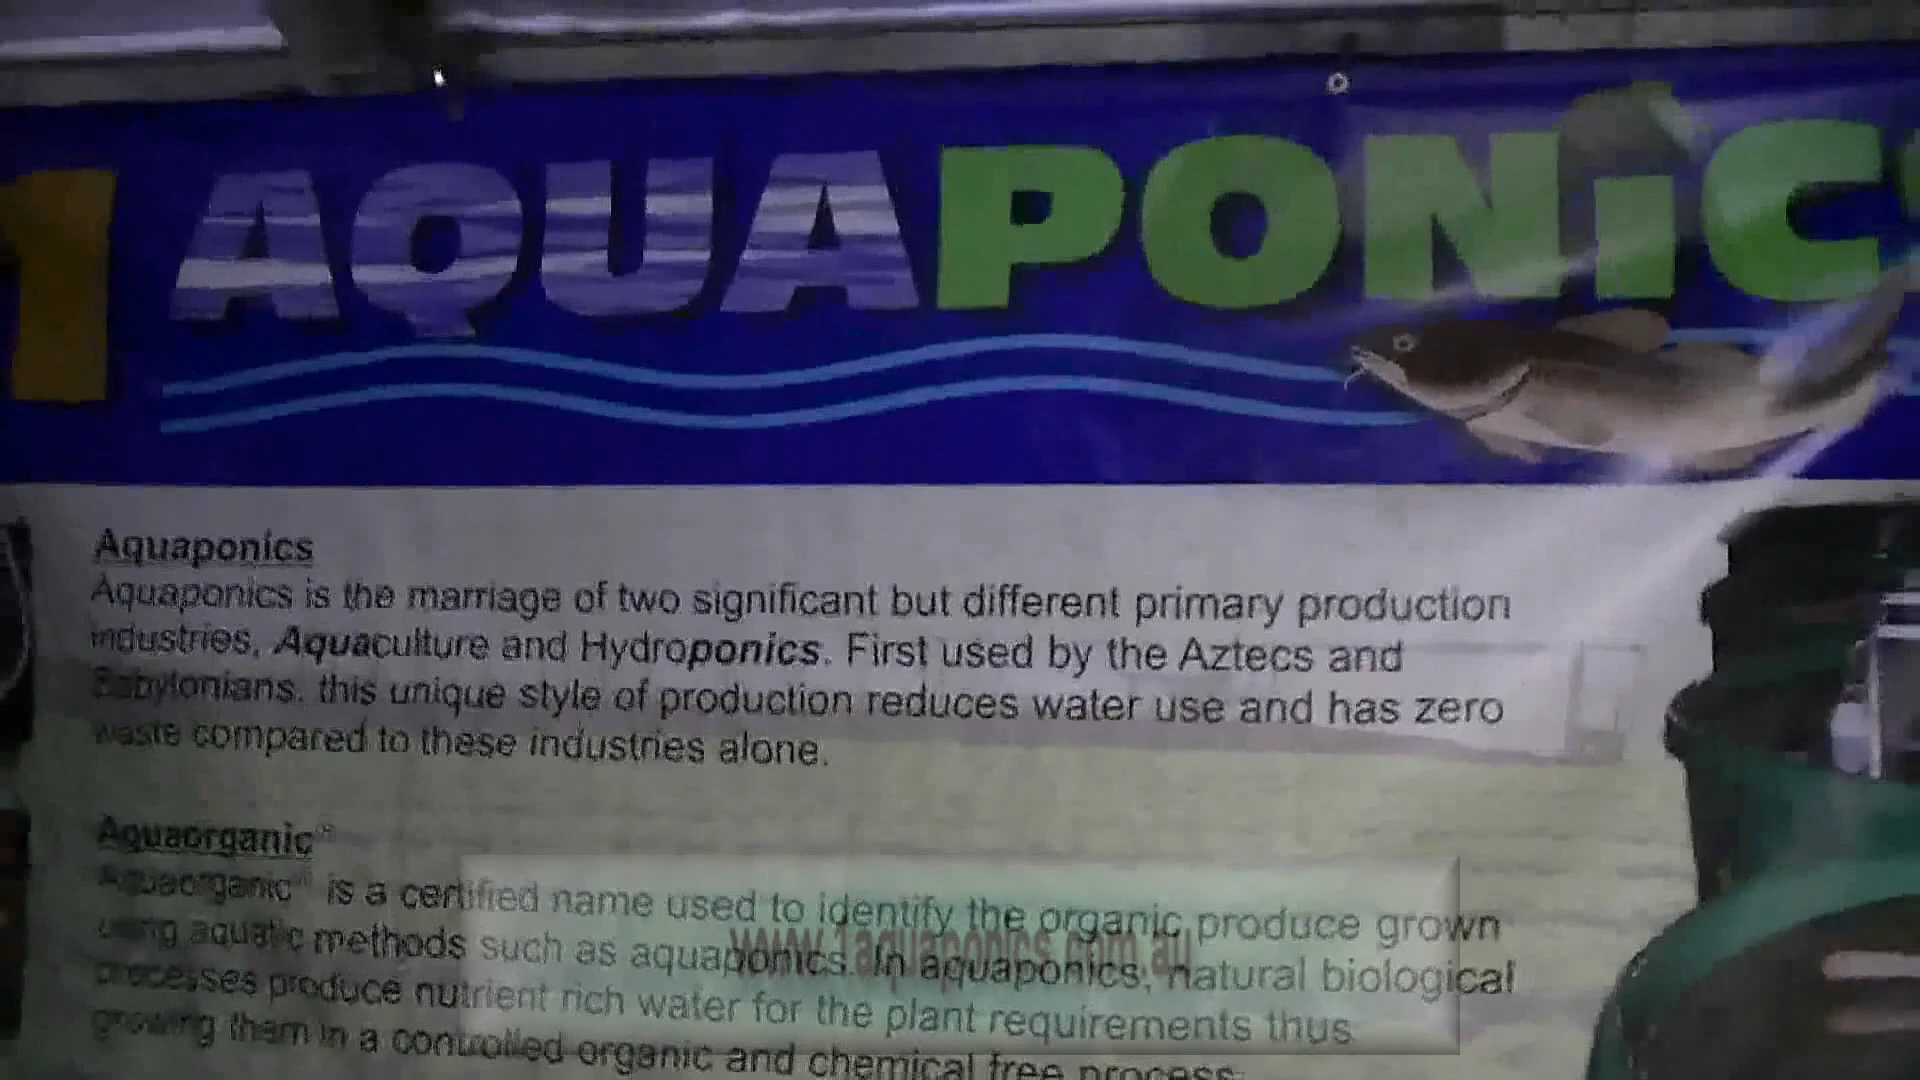 1 AQUAPONiCS
Aquaponics
Aquaponics is the marriage of two significant but different primary production
industries, Aquaculture and Hydroponics. First used by the Aztecs and
Babylonians. this unique style of production reduces water use and has zero
waste compared to these industries alone.
Aquaorganic®
Aquaorganic® is a certified name used to identify the organic produce grown
using aquatic methods such as aquaponics. In aquaponics, natural biological
processes produce nutrient rich water for the plant requirements thus
growing them in a controlled organic and chemical free process
www.1aquaponics.com.au